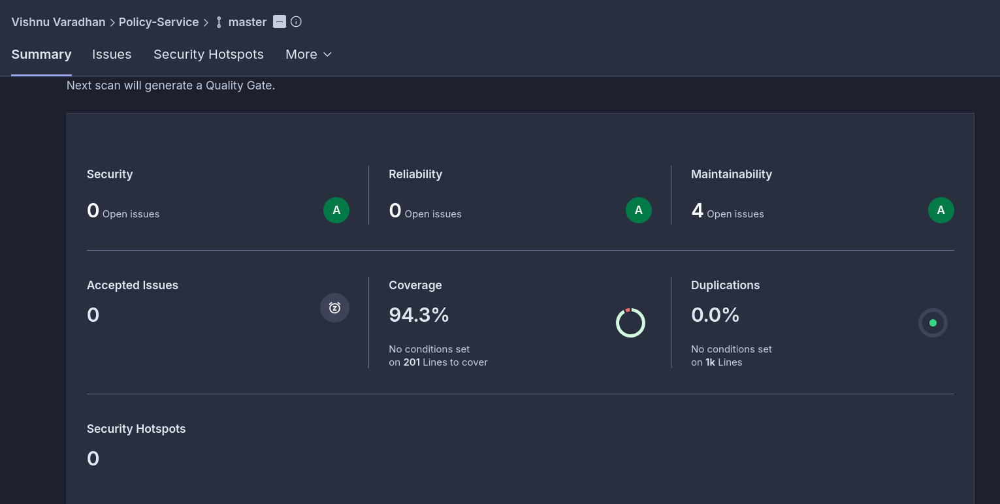 Vishnu Varadhan > Policy-Service > master
Summary Issues Security Hotspots More
Next scan will generate a Quality Gate.
Security Reliability Maintainability
0 Open issues A 0 Open issues A 4 Open issues A
Accepted Issues Coverage Duplications
0 94.3% 0.0%
No conditions set No conditions set
on 201 Lines to cover on 1k Lines
Security Hotspots
0